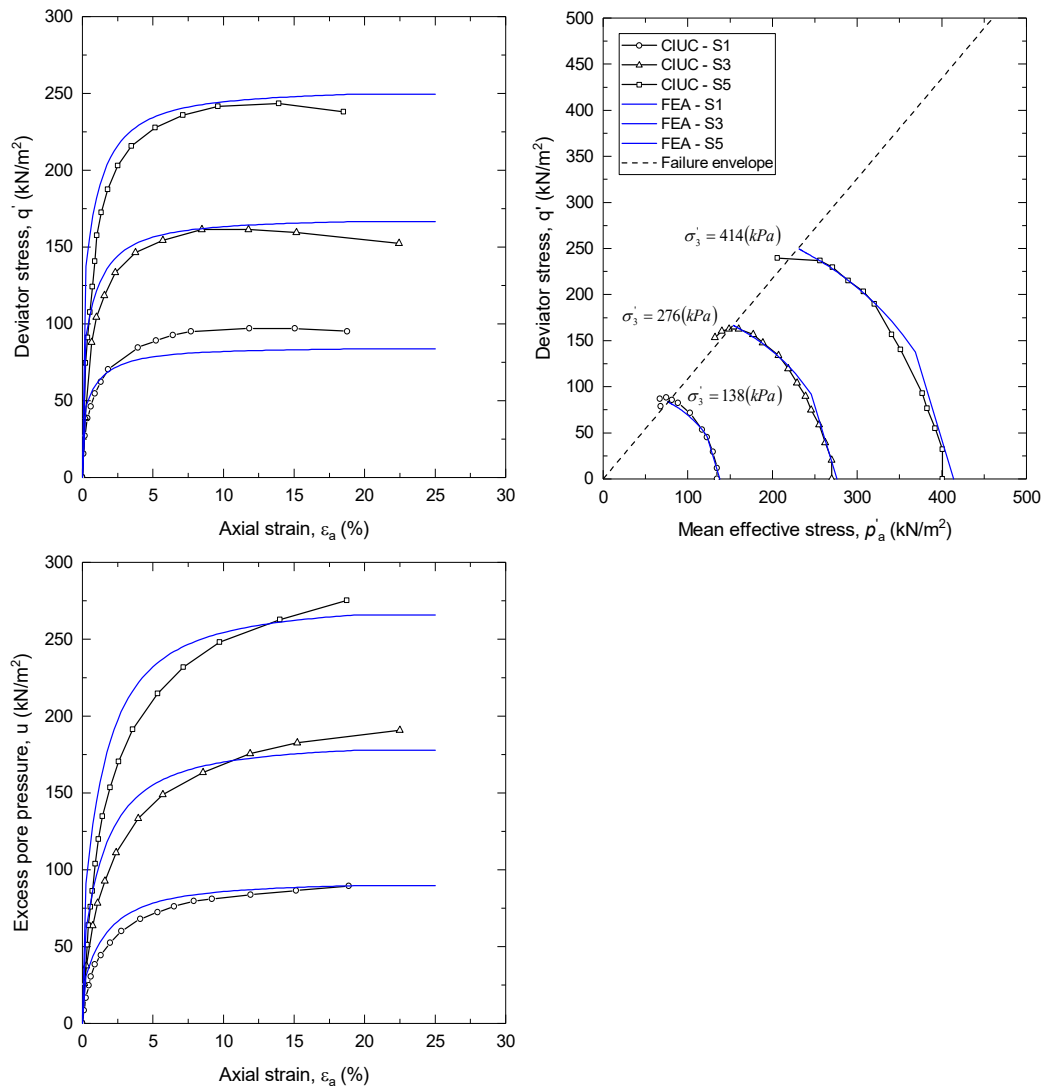 300
250
200
150
100
50
0
0 5 10 15 20 25 30
Deviator stress, q' (kN/m²)
Axial strain, εₐ (%)
500
450
400
350
300
250
200
150
100
50
0
0 100 200 300 400 500
Deviator stress, q' (kN/m²)
Mean effective stress, p'ₐ (kN/m²)
CIUC - S1
CIUC - S3
CIUC - S5
FEA - S1
FEA - S3
FEA - S5
Failure envelope
σ₃' = 414(kPa)
σ₃' = 276(kPa)
σ₃' = 138(kPa)
300
250
200
150
100
50
0
0 5 10 15 20 25 30
Excess pore pressure, u (kN/m²)
Axial strain, εₐ (%)